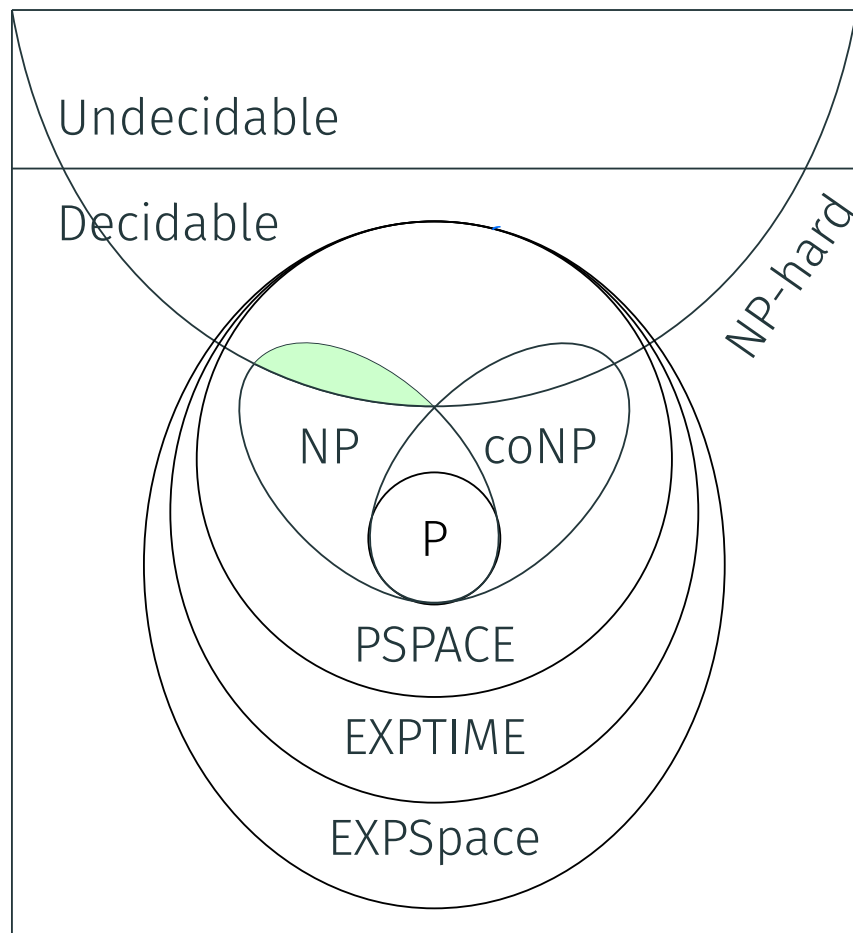 Undecidable
Decidable
NP-hard
NP
coNP
P
PSPACE
EXPTIME
EXPSpace